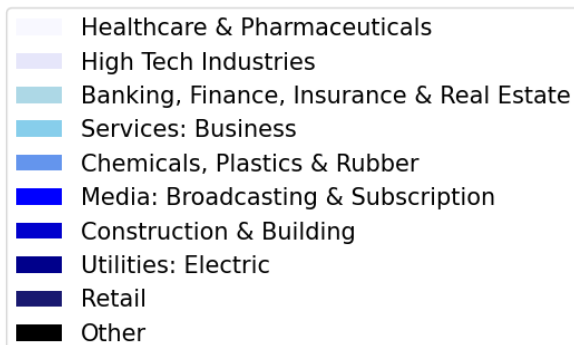 Healthcare & Pharmaceuticals
High Tech Industries
Banking, Finance, Insurance & Real Estate
Services: Business
Chemicals, Plastics & Rubber
Media: Broadcasting & Subscription
Construction & Building
Utilities: Electric
Retail
Other